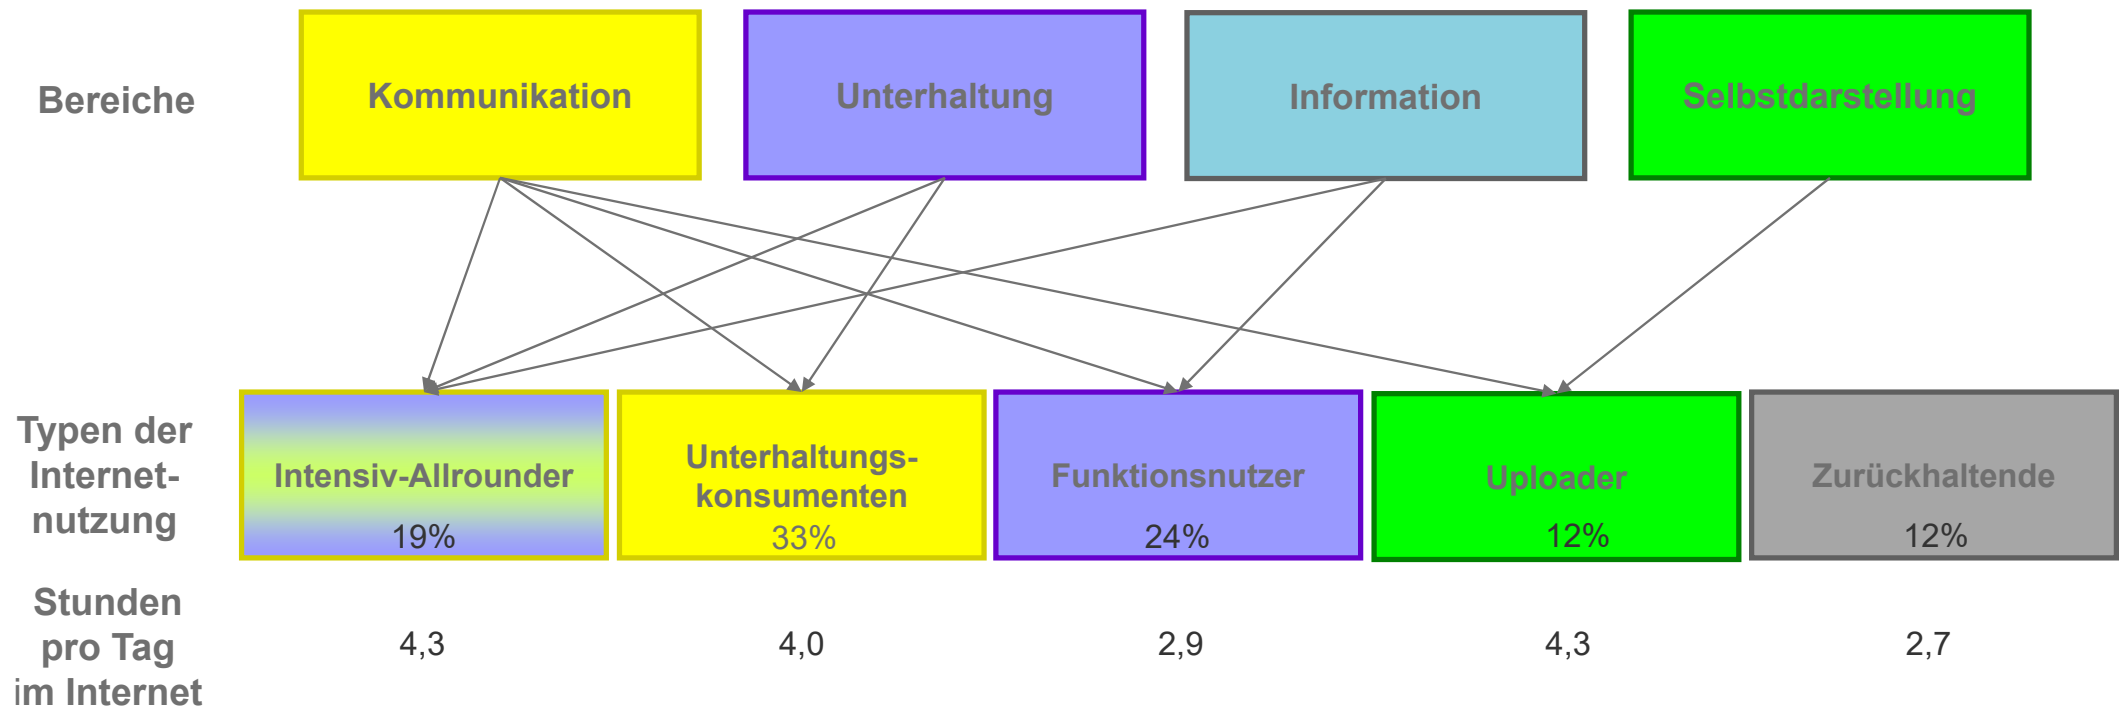 Bereiche
Kommunikation
Unterhaltung
Information
Selbstdarstellung
Typen der
Internet-
nutzung
Intensiv-Allrounder
19%
Unterhaltungs-
konsumenten
33%
Funktionsnutzer
24%
Uploader
12%
Zurückhaltende
12%
Stunden
pro Tag
im Internet
4,3
4,0
2,9
4,3
2,7